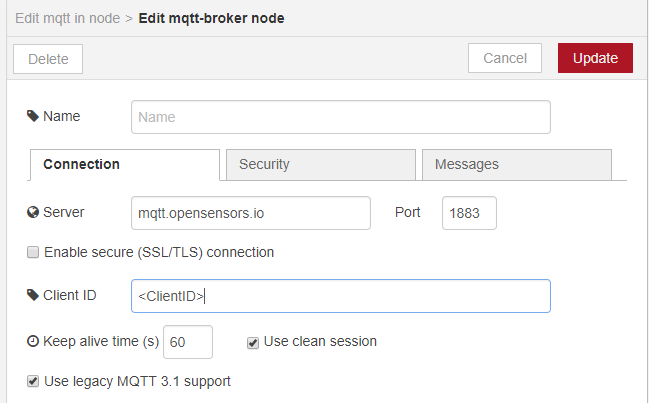 Edit mqtt in node > Edit mqtt-broker node
Delete Cancel Update
Name Name
Connection Security Messages
Server mqtt.opensensors.io Port 1883
Enable secure (SSL/TLS) connection
Client ID <ClientID>
Keep alive time (s) 60 Use clean session
Use legacy MQTT 3.1 support